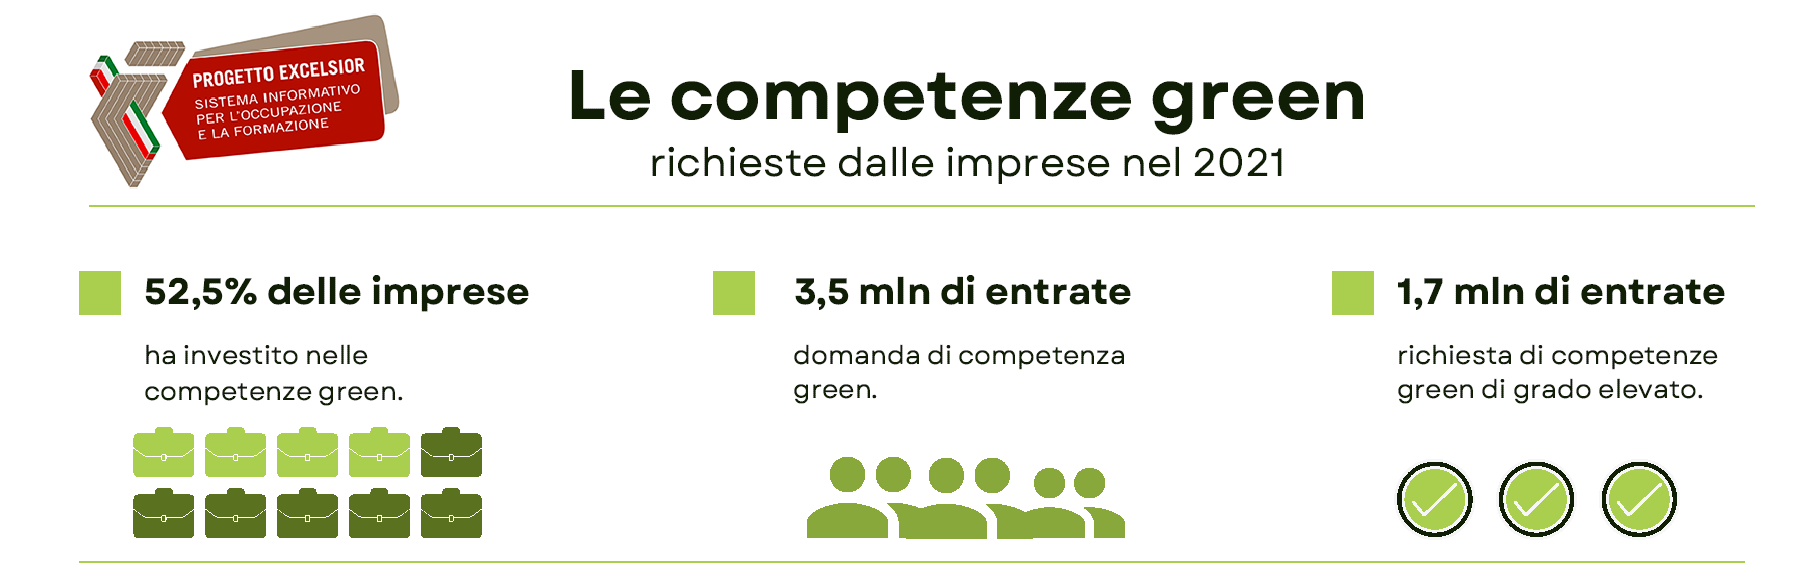 PROGETTO EXCELSIOR
SISTEMA INFORMATIVO
PER L'OCCUPAZIONE
E LA FORMAZIONE
Le competenze green
richieste dalle imprese nel 2021
52,5% delle imprese
ha investito nelle
competenze green.
3,5 mln di entrate
domanda di competenza
green.
1,7 mln di entrate
richiesta di competenze
green di grado elevato.